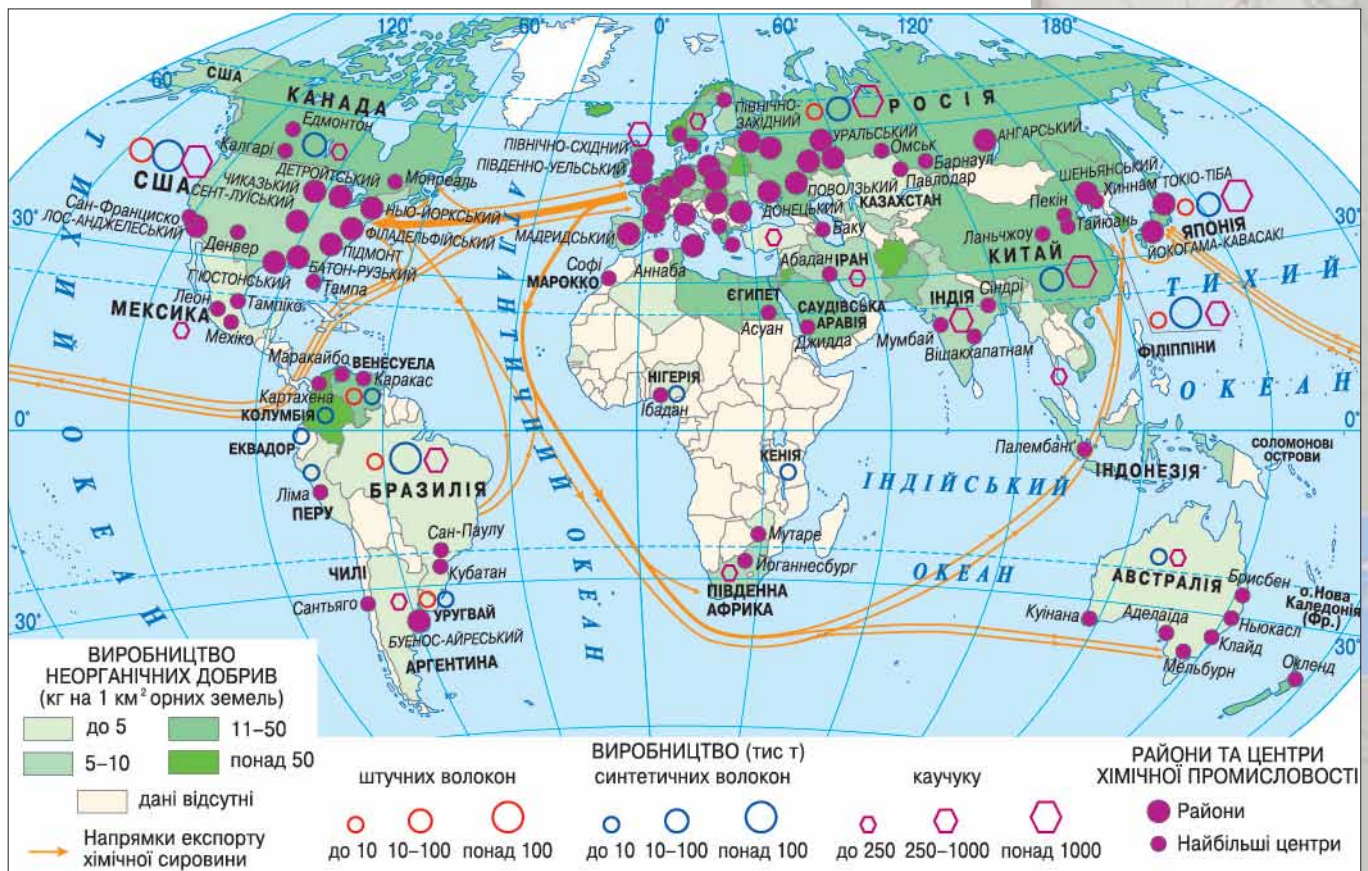 120°
60°
0°
60°
120°
180°
США
60°
КАНАДА
Едмонтон
Калгарі
ДЕТРОЙТСЬКИЙ
ЧИКАЗЬКИЙ
Монреаль
США
СЕНТ-ЛУЇСЬКИЙ
30°
Сан-Франциско
ЛОС-АНДЖЕЛЕСЬКИЙ
НЬЮ-ЙОРКСЬКИЙ
ФІЛАДЕЛЬФІЙСЬКИЙ
Денвер
ПІДМОНТ
БАТОН-РУЗЬКИЙ
Г'ЮСТОНСЬКИЙ
Тампа
Леон
Тампіко
МЕКСИКА
Мехіко
Маракайбо
ВЕНЕСУЕЛА
Каракас
Картахена
КОЛУМБІЯ
0°
ЕКВАДОР
БРАЗИЛІЯ
Ліма
ПЕРУ
Сан-Паулу
Кубатан
ЧИЛІ
Сантьяго
УРУГВАЙ
БУЕНОС-АЙРЕСЬКИЙ
АРГЕНТИНА
30°
ТИХИЙ
ОКЕАН
АТЛАНТИЧНИЙ
ОКЕАН
ПІВНІЧНО-
ЗАХІДНИЙ
РОСІЯ
ПІВНІЧНО-СХІДНИЙ
ПІВДЕННО-УЕЛЬСЬКИЙ
УРАЛЬСЬКИЙ
Омськ
АНГАРСЬКИЙ
Барнаул
Павлодар
ПОВОЛЗЬКИЙ
КАЗАХСТАН
ДОНЕЦЬКИЙ
МАДРИДСЬКИЙ
Баку
Софі
МАРОККО
Аннаба
Абадан
ІРАН
ЄГИПЕТ
Асуан
САУДІВСЬКА
АРАВІЯ
Джидда
НІГЕРІЯ
Ібадан
КЕНІЯ
Мутаре
Йоганнесбург
ПІВДЕННА
АФРИКА
ШЕНЬЯНСЬКИЙ
Хиннам
ТОКІО-ТІБА
Пекін
Тайюань
ЯПОНІЯ
ЙОКОГАМА-КАВАСАКІ
Ланьчжоу
КИТАЙ
30°
ІНДІЯ
Сіндрі
Мумбай
Вішакхапатнам
ФІЛІППІНИ
ТИХИЙ
ОКЕАН
0°
Палембанг
ІНДОНЕЗІЯ
СОЛОМОНОВІ
ОСТРОВИ
ІНДІЙСЬКИЙ
ОКЕАН
АВСТРАЛІЯ
Брисбен
о.Нова
Каледонія
(Фр.)
Куінана
Аделаїда
Ньюкасл
Клайд
Мельбурн
Окленд
30°
ВИРОБНИЦТВО
НЕОРГАНІЧНИХ ДОБРИВ
(кг на 1 км² орних земель)
до 5
11–50
5–10
понад 50
дані відсутні
Напрямки експорту
хімічної сировини
ВИРОБНИЦТВО (тис т)
штучних волокон
синтетичних волокон
каучуку
до 10
10–100
понад 100
до 10
10–100
понад 100
до 250
250–1000
понад 1000
РАЙОНИ ТА ЦЕНТРИ
ХІМІЧНОЇ ПРОМИСЛОВОСТІ
Райони
Найбільші центри